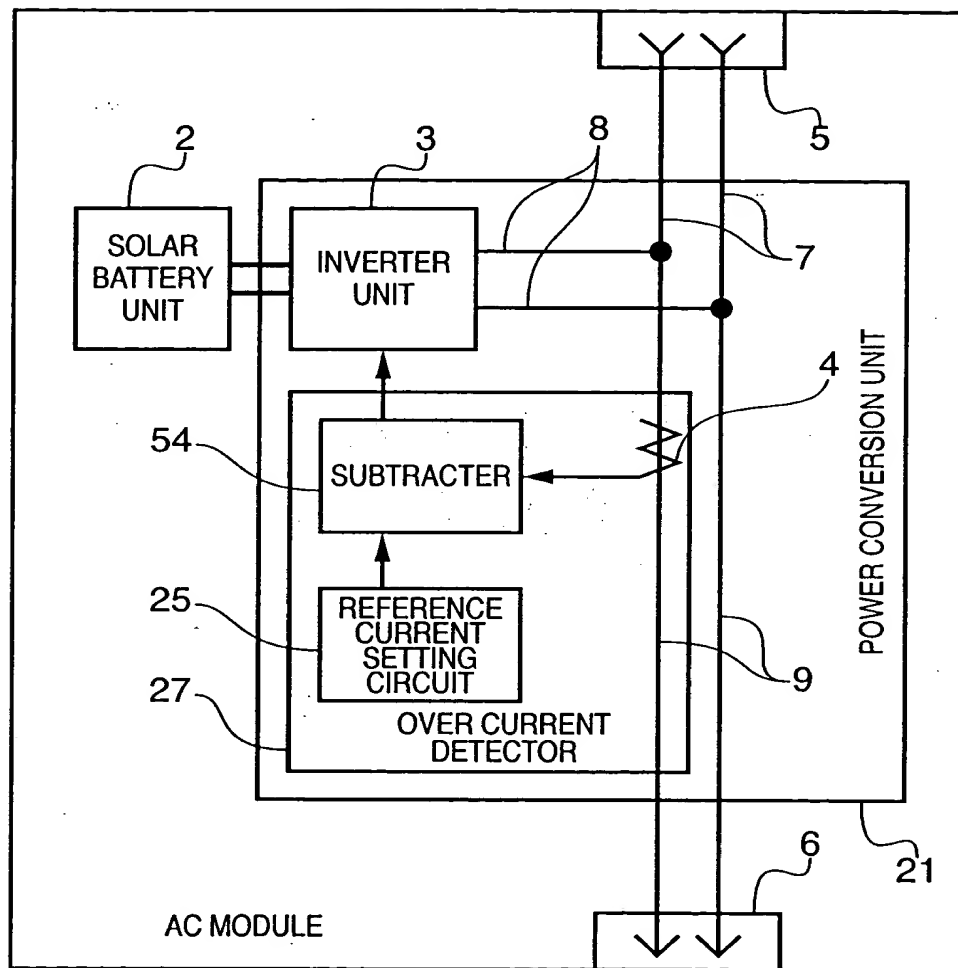 5
2
3
8
SOLAR
BATTERY
UNIT
INVERTER
UNIT
7
4
54
SUBTRACTER
POWER CONVERSION UNIT
25
REFERENCE
CURRENT
SETTING
CIRCUIT
9
27
OVER CURRENT
DETECTOR
21
6
AC MODULE